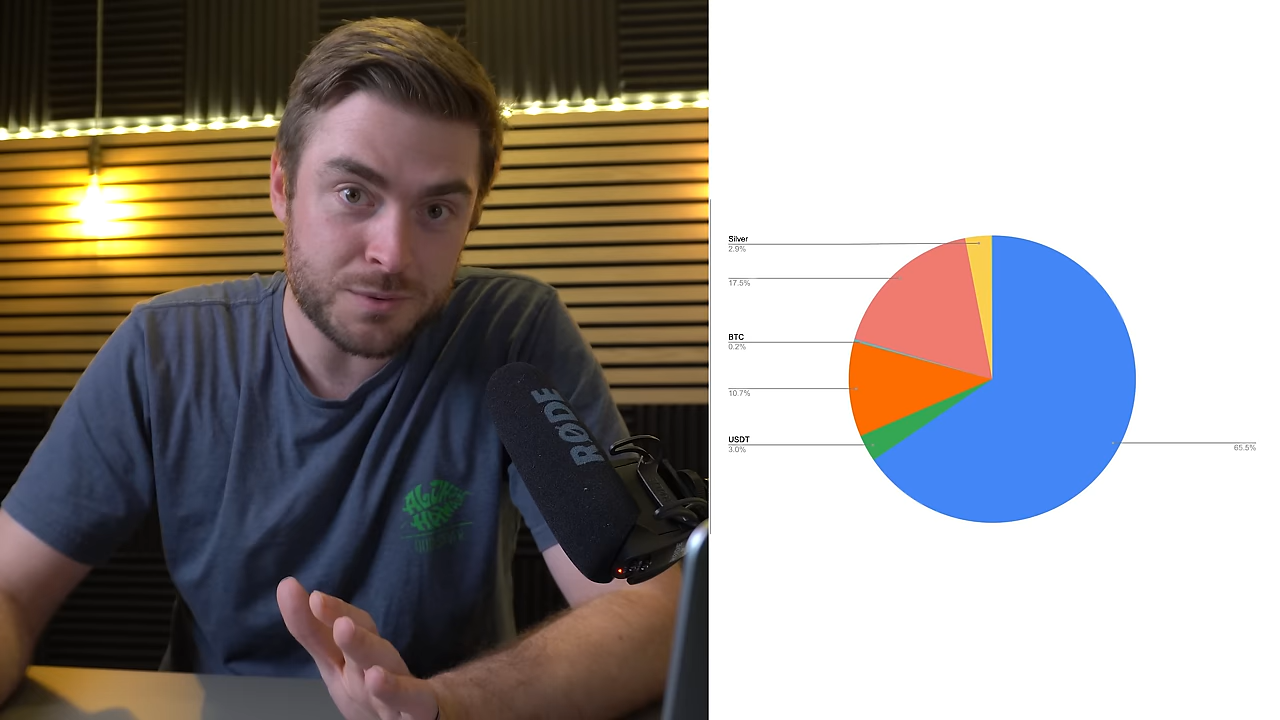 RØDE
Silver
2.9%
17.5%
BTC
0.2%
10.7%
USDT
3.0%
65.5%